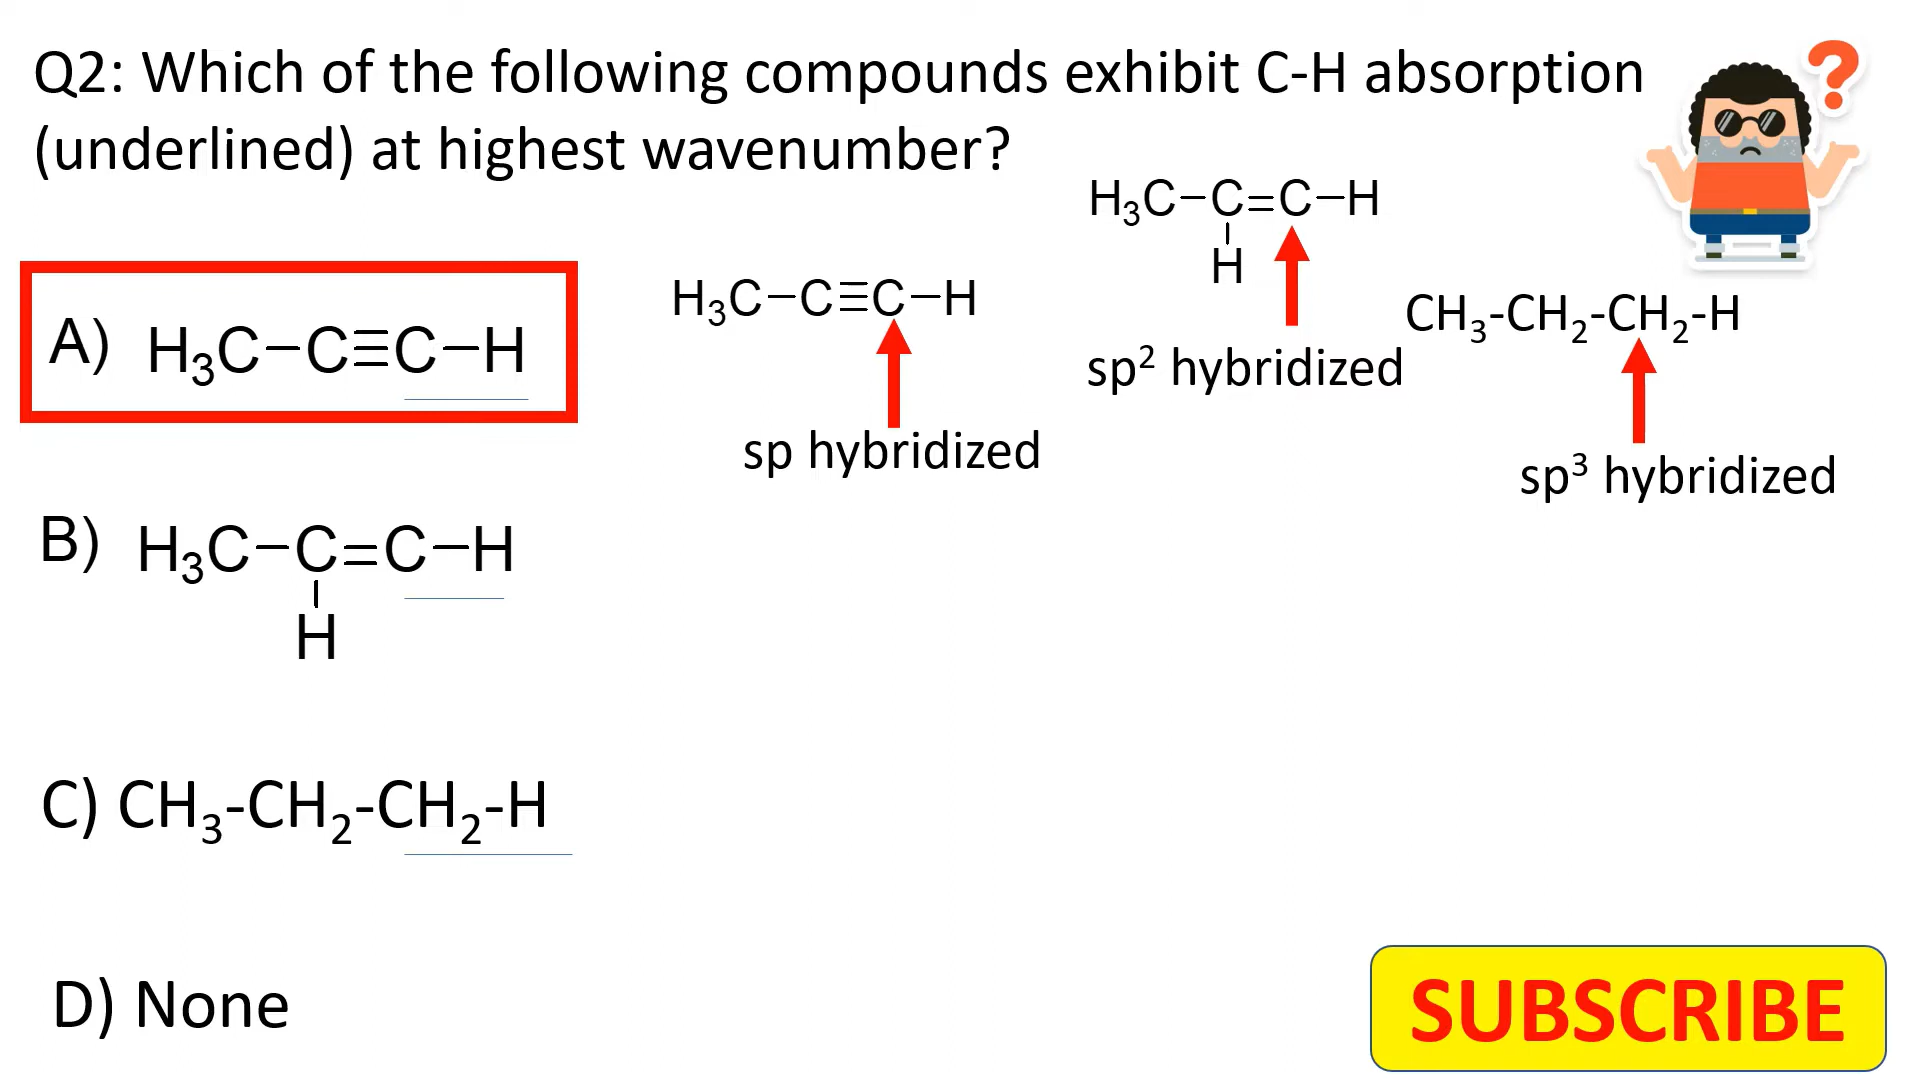 Q2: Which of the following compounds exhibit C-H absorption
(underlined) at highest wavenumber?
A) H₃C–C≡C–H
B) H₃C–C=C–H
H
C) CH₃-CH₂-CH₂-H
D) None
H₃C–C≡C–H
sp hybridized
H₃C–C=C–H
H
sp² hybridized
CH₃-CH₂-CH₂-H
sp³ hybridized
?
SUBSCRIBE